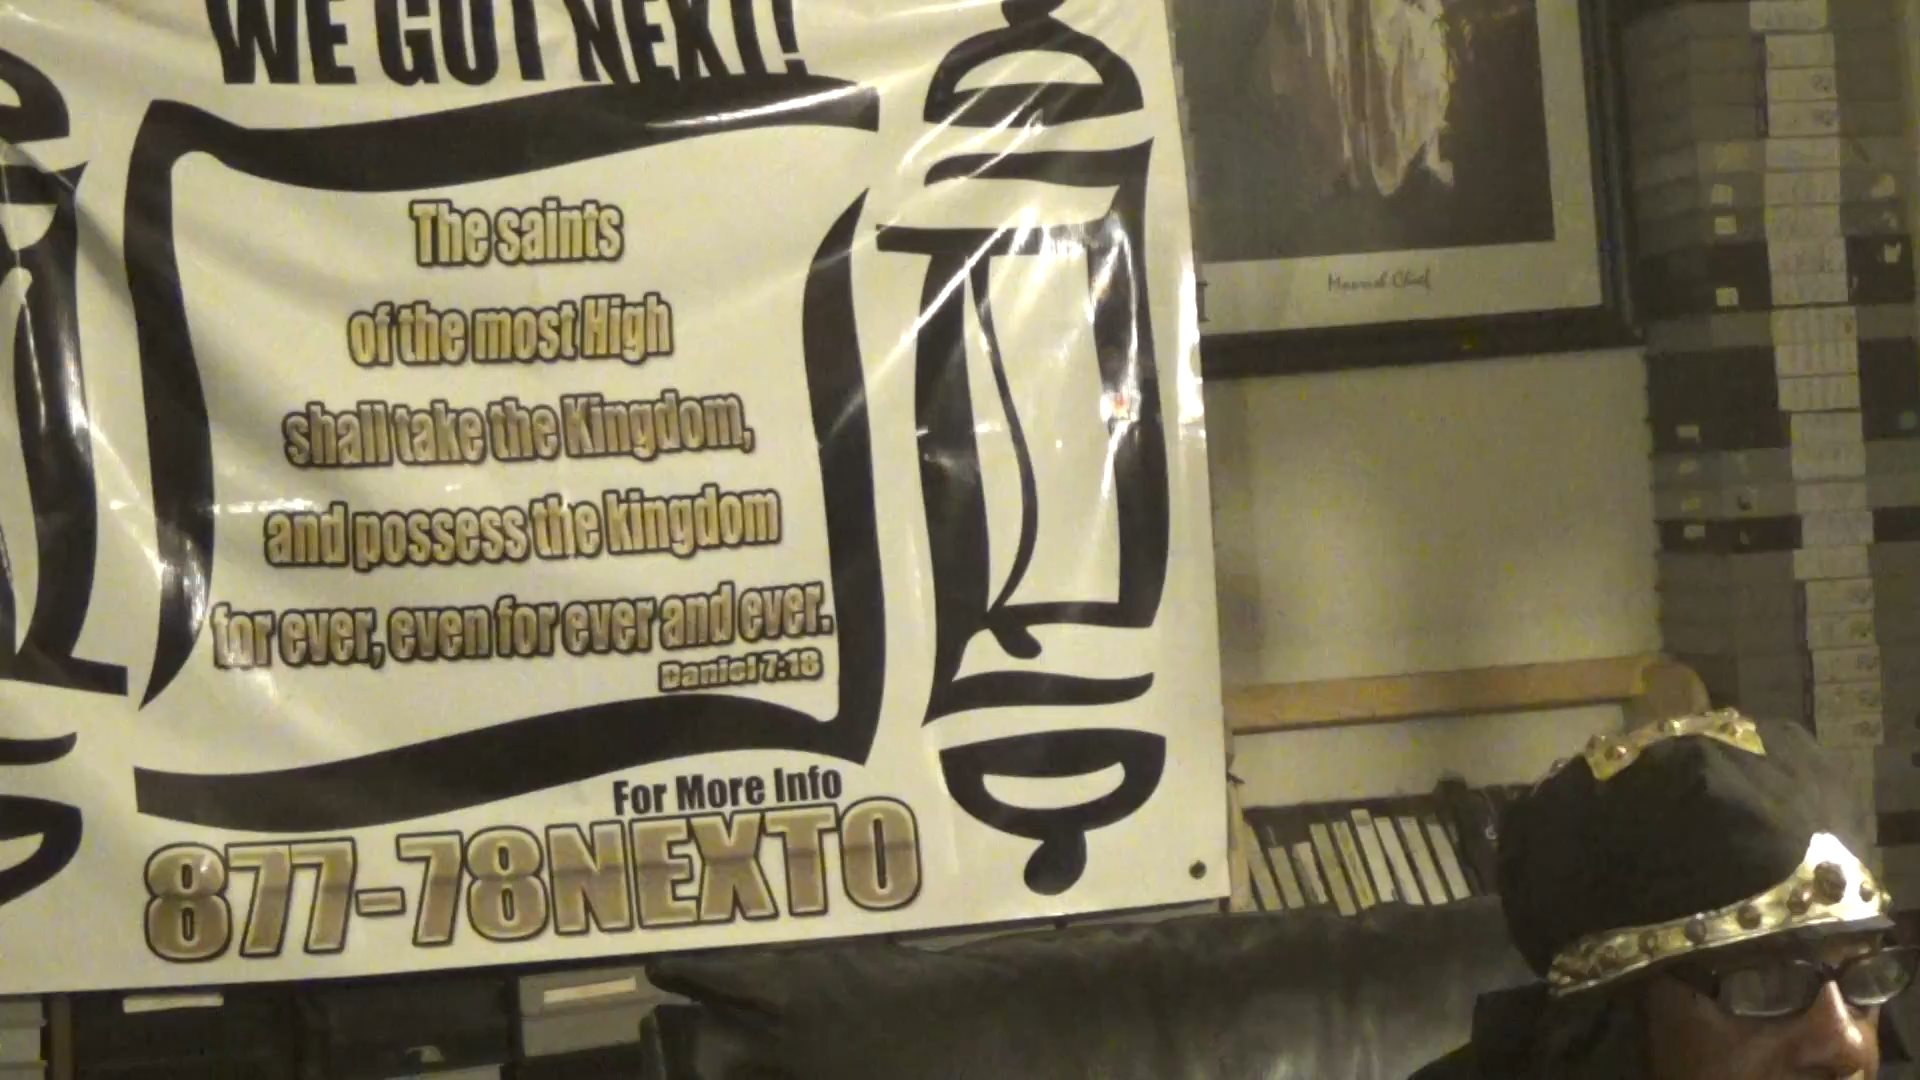 WE GOT NEXT!
The saints
of the most High
shall take the Kingdom,
and possess the kingdom
for ever, even for ever and ever.
Daniel 7:18
For More Info
877-78NEXTO